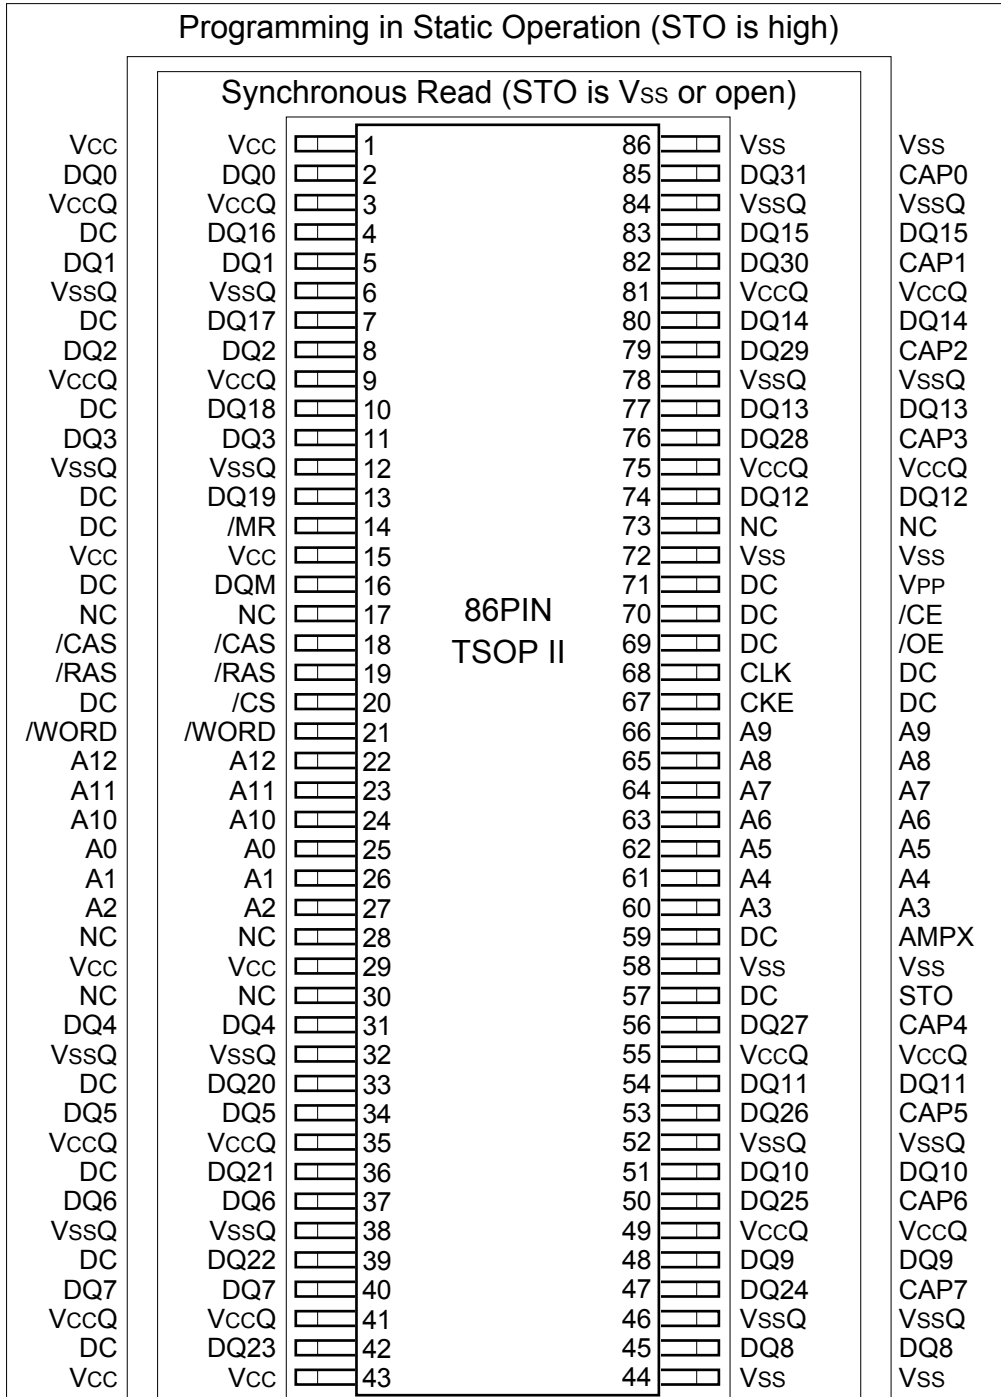 Programming in Static Operation (STO is high)
Synchronous Read (STO is Vss or open)
Vcc Vcc 1 86 Vss Vss
DQ0 DQ0 2 85 DQ31 CAP0
VccQ VccQ 3 84 VssQ VssQ
DC DQ16 4 83 DQ15 DQ15
DQ1 DQ1 5 82 DQ30 CAP1
VssQ VssQ 6 81 VccQ VccQ
DC DQ17 7 80 DQ14 DQ14
DQ2 DQ2 8 79 DQ29 CAP2
VccQ VccQ 9 78 VssQ VssQ
DC DQ18 10 77 DQ13 DQ13
DQ3 DQ3 11 76 DQ28 CAP3
VssQ VssQ 12 75 VccQ VccQ
DC DQ19 13 74 DQ12 DQ12
DC /MR 14 73 NC NC
Vcc Vcc 15 72 Vss Vss
DC DQM 16 71 DC VPP
NC NC 17 86PIN 70 DC /CE
/CAS /CAS 18 TSOP II 69 DC /OE
/RAS /RAS 19 68 CLK DC
DC /CS 20 67 CKE DC
/WORD /WORD 21 66 A9 A9
A12 A12 22 65 A8 A8
A11 A11 23 64 A7 A7
A10 A10 24 63 A6 A6
A0 A0 25 62 A5 A5
A1 A1 26 61 A4 A4
A2 A2 27 60 A3 A3
NC NC 28 59 DC AMPX
Vcc Vcc 29 58 Vss Vss
NC NC 30 57 DC STO
DQ4 DQ4 31 56 DQ27 CAP4
VssQ VssQ 32 55 VccQ VccQ
DC DQ20 33 54 DQ11 DQ11
DQ5 DQ5 34 53 DQ26 CAP5
VccQ VccQ 35 52 VssQ VssQ
DC DQ21 36 51 DQ10 DQ10
DQ6 DQ6 37 50 DQ25 CAP6
VssQ VssQ 38 49 VccQ VccQ
DC DQ22 39 48 DQ9 DQ9
DQ7 DQ7 40 47 DQ24 CAP7
VccQ VccQ 41 46 VssQ VssQ
DC DQ23 42 45 DQ8 DQ8
Vcc Vcc 43 44 Vss Vss